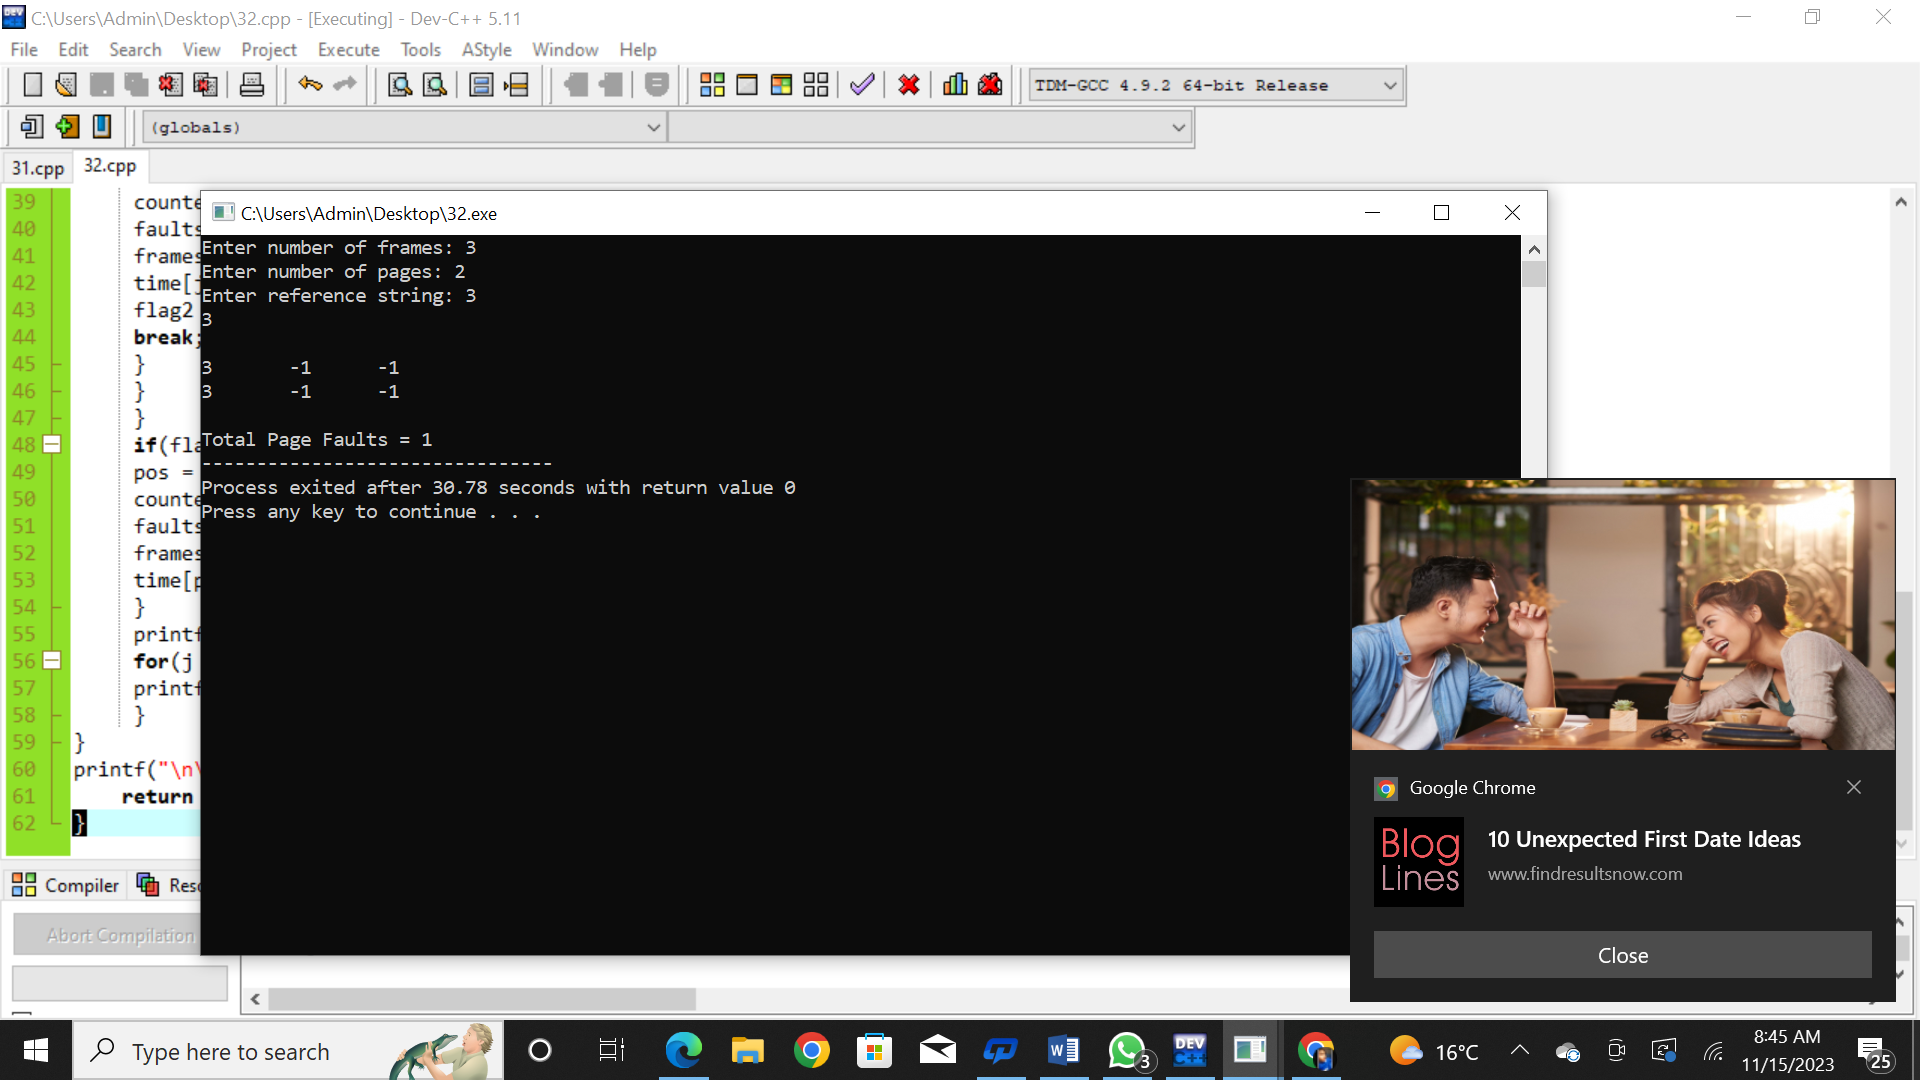 C:\Users\Admin\Desktop\32.cpp - [Executing] - Dev-C++ 5.11
File Edit Search View Project Execute Tools AStyle Window Help
TDM-GCC 4.9.2 64-bit Release
(globals)
31.cpp 32.cpp
39 counte
40 faults
41 frames
42 time[j
43 flag2
44 break;
45 }
46 }
47 }
48 if(fla
49 pos =
50 counte
51 faults
52 frames
53 time[p
54 }
55 printf
56 for(j
57 printf
58 }
59 }
60 printf("\n\
61 return
62 }
C:\Users\Admin\Desktop\32.exe
Enter number of frames: 3
Enter number of pages: 2
Enter reference string: 3
3
3 -1 -1
3 -1 -1
Total Page Faults = 1
--------------------------------
Process exited after 30.78 seconds with return value 0
Press any key to continue . . .
Google Chrome
Blog
Lines
10 Unexpected First Date Ideas
www.findresultsnow.com
Close
Compiler Reso
Abort Compilation
Type here to search
DEV
C++
3
16°C
8:45 AM
11/15/2023
25